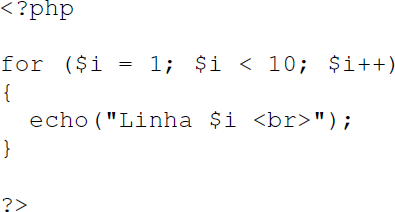 <?php
for ($i = 1; $i < 10; $i++)
{
  echo("Linha $i <br>");
}
?>